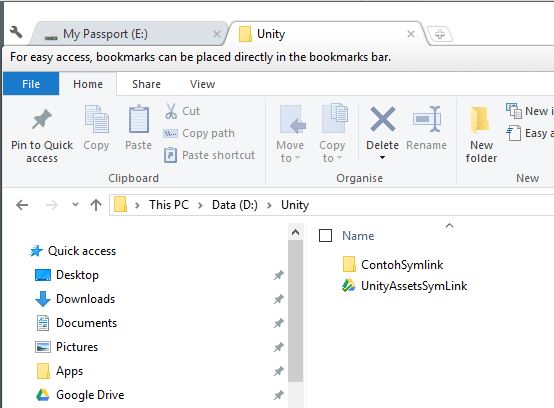 My Passport (E:)
Unity
For easy access, bookmarks can be placed directly in the bookmarks bar.
File Home Share View
Pin to Quick access
Copy
Paste
Cut
Copy path
Paste shortcut
Move to
Copy to
Delete
Rename
New folder
New i
Easy a
Clipboard Organise New
This PC > Data (D:) > Unity
Quick access
Desktop
Downloads
Documents
Pictures
Apps
Google Drive
Name
ContohSymlink
UnityAssetsSymLink